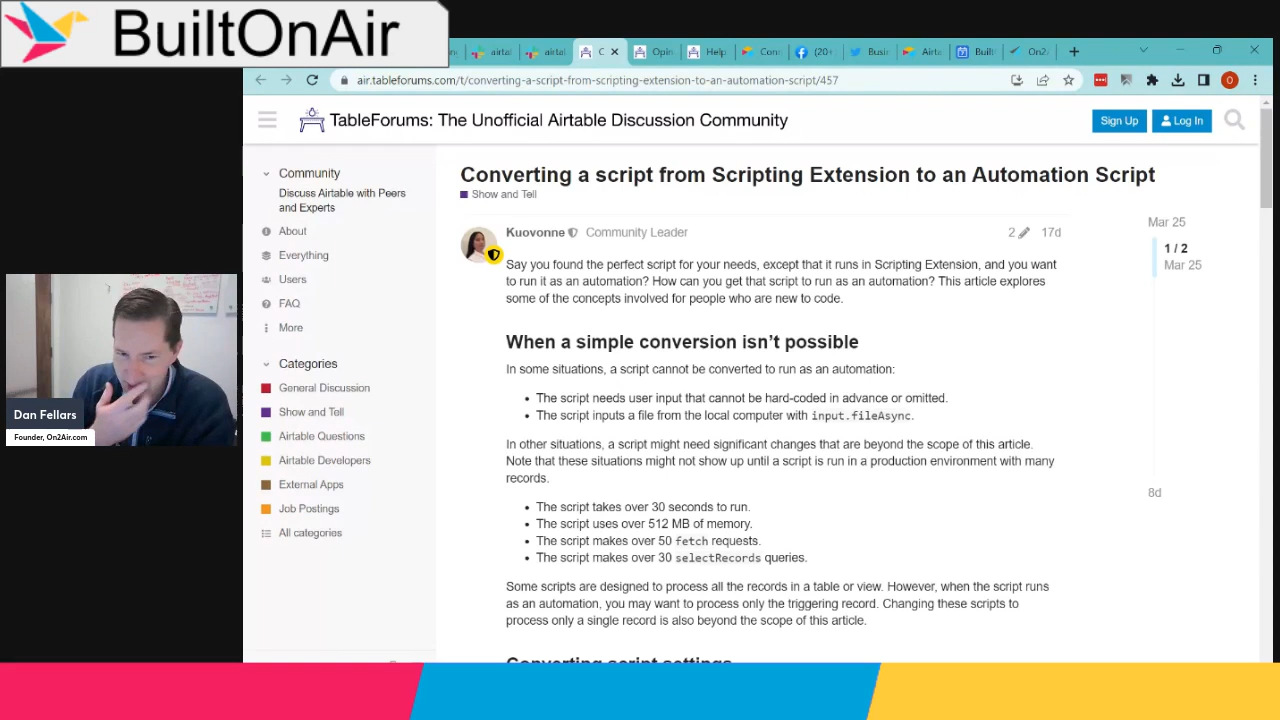 BuiltOnAir
airtal
airtal
C
Opin
Help
Con
(20+
Busi
Airta
Built
On2
air.tableforums.com/t/converting-a-script-from-scripting-extension-to-an-automation-script/457
O
TableForums: The Unofficial Airtable Discussion Community
Sign Up
Log In
Community
Discuss Airtable with Peers
and Experts
About
Everything
Users
FAQ
More
Categories
General Discussion
Show and Tell
Airtable Questions
Airtable Developers
External Apps
Job Postings
All categories
Converting a script from Scripting Extension to an Automation Script
Show and Tell
Kuovonne Community Leader 2 17d
Say you found the perfect script for your needs, except that it runs in Scripting Extension, and you want
to run it as an automation? How can you get that script to run as an automation? This article explores
some of the concepts involved for people who are new to code.
When a simple conversion isn’t possible
In some situations, a script cannot be converted to run as an automation:
• The script needs user input that cannot be hard-coded in advance or omitted.
• The script inputs a file from the local computer with input.fileAsync.
In other situations, a script might need significant changes that are beyond the scope of this article.
Note that these situations might not show up until a script is run in a production environment with many
records.
• The script takes over 30 seconds to run.
• The script uses over 512 MB of memory.
• The script makes over 50 fetch requests.
• The script makes over 30 selectRecords queries.
Some scripts are designed to process all the records in a table or view. However, when the script runs
as an automation, you may want to process only the triggering record. Changing these scripts to
process only a single record is also beyond the scope of this article.
Converting script settings
Mar 25
1 / 2
Mar 25
8d
Dan Fellars
Founder, On2Air.com